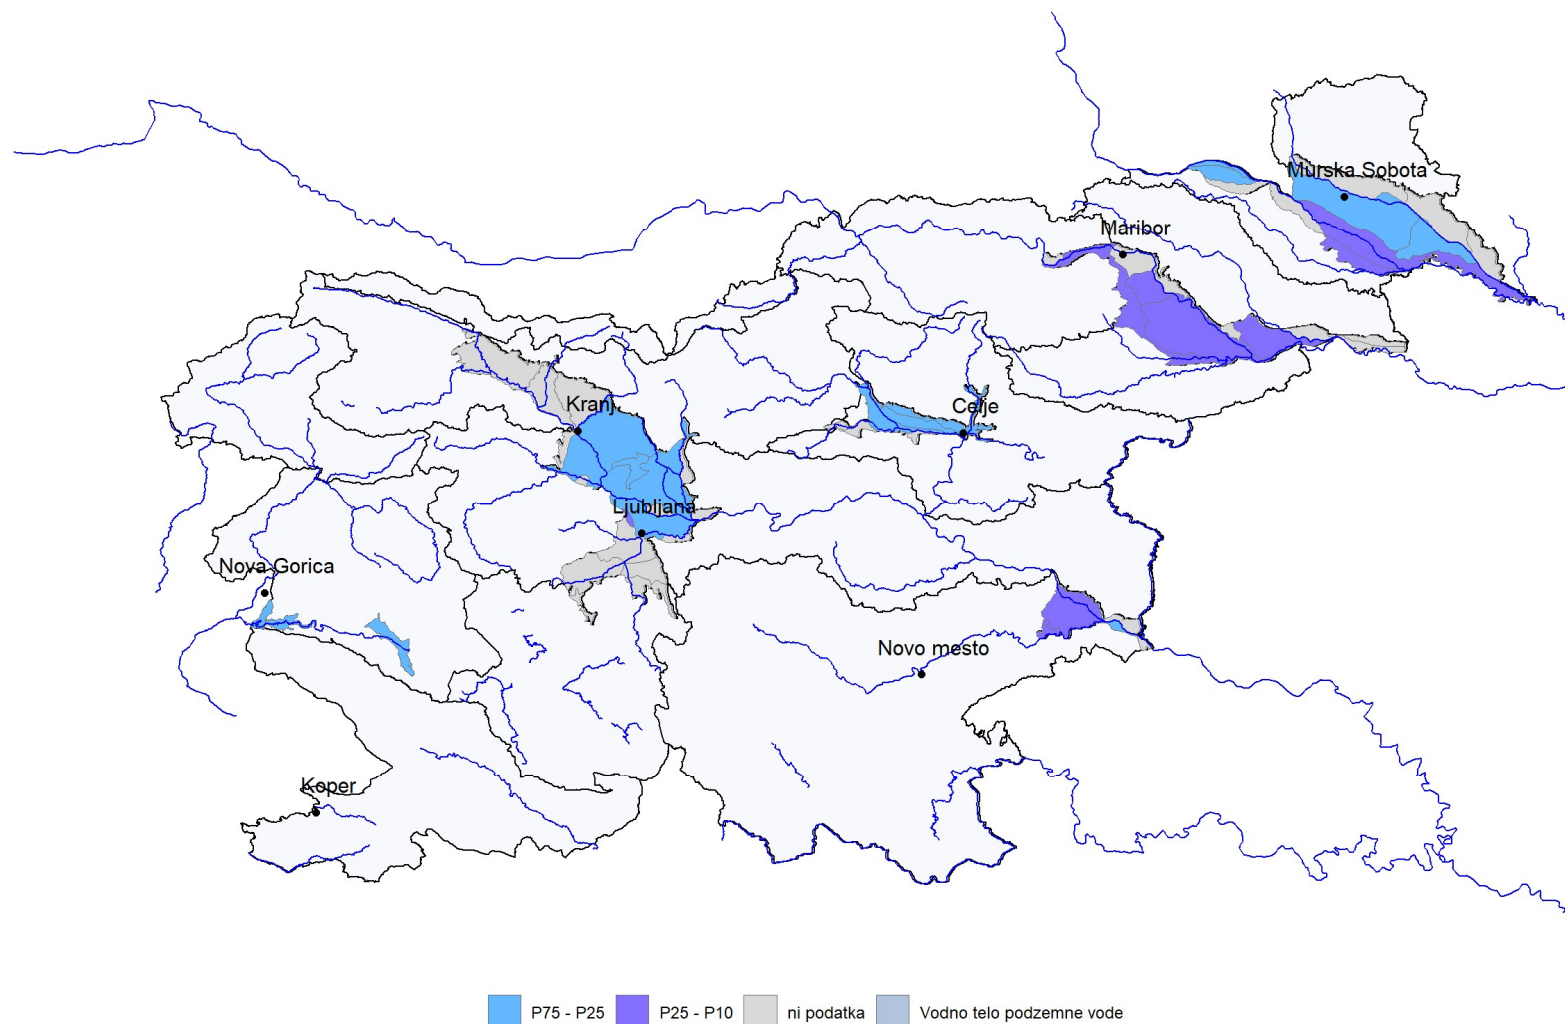 Murska Sobota
Maribor
Kranj
Celje
Ljubljana
Nova Gorica
Novo mesto
Koper
P75 - P25
P25 - P10
ni podatka
Vodno telo podzemne vode